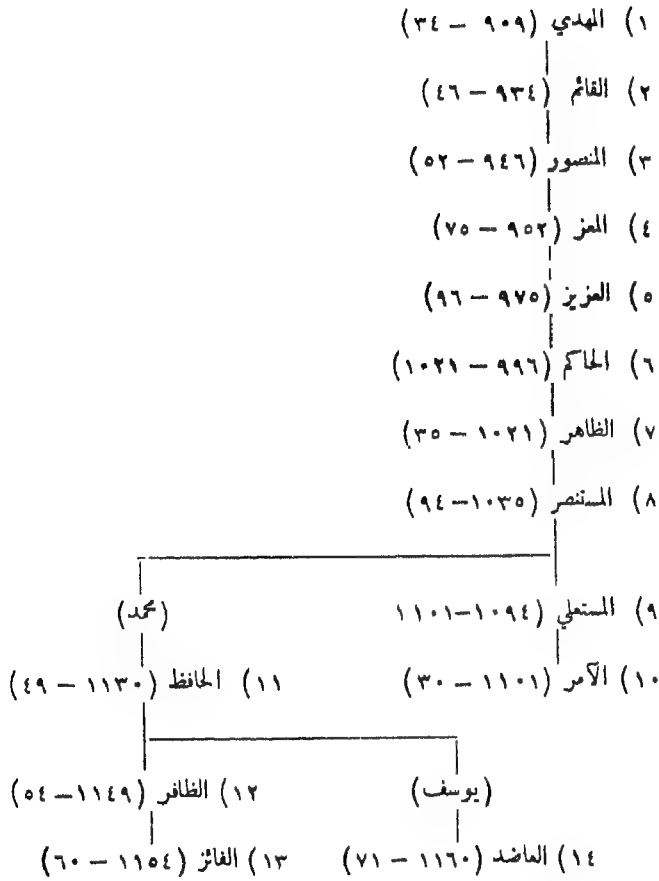 ١) المهدي (٩٠٩ – ٣٤)
٢) القائم (٩٣٤ – ٤٦)
٣) المنصور (٩٤٦ – ٥٢)
٤) المعز (٩٥٢ – ٧٥)
٥) العزيز (٩٧٥ – ٩٦)
٦) الحاكم (٩٩٦ – ١٠٢١)
٧) الظاهر (١٠٢١ – ٣٥)
٨) المستنصر (١٠٣٥–٩٤)
٩) المستعلي (١٠٩٤–١١٠١ (محمد)
١٠) الآمر (١١٠١ – ٣٠) ١١) الحافظ (١١٣٠ – ٤٩)
(يوسف) ١٢) الظافر (١١٤٩– ٥٤)
١٤) العاضد (١١٦٠ – ٧١) ١٣) الفائز (١١٥٤ – ٦٠)